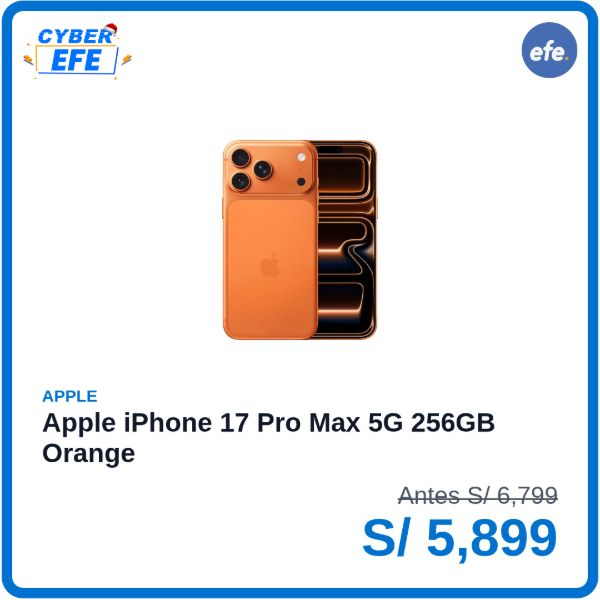 CYBER
EFE
efe.
APPLE
Apple iPhone 17 Pro Max 5G 256GB
Orange
Antes S/ 6,799
S/ 5,899